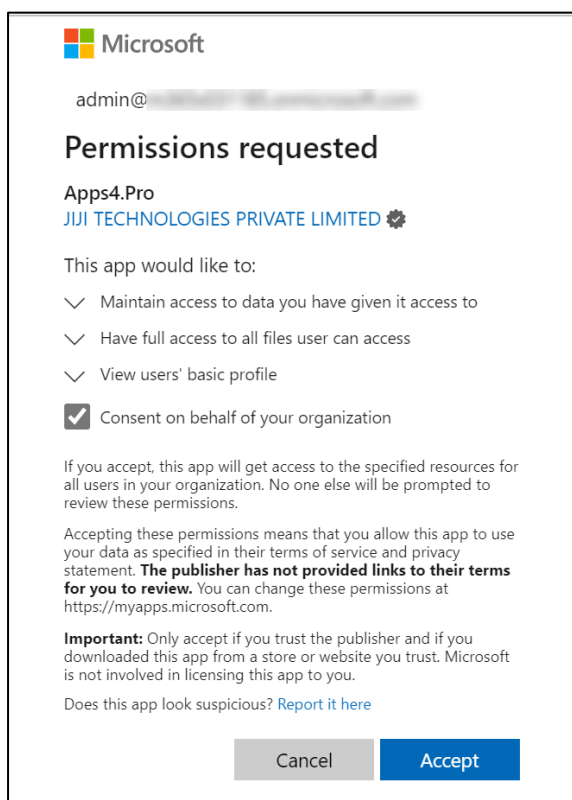 Microsoft
admin@
Permissions requested
Apps4.Pro
JIJI TECHNOLOGIES PRIVATE LIMITED
This app would like to:
Maintain access to data you have given it access to
Have full access to all files user can access
View users' basic profile
Consent on behalf of your organization
If you accept, this app will get access to the specified resources for
all users in your organization. No one else will be prompted to
review these permissions.
Accepting these permissions means that you allow this app to use
your data as specified in their terms of service and privacy
statement. The publisher has not provided links to their terms
for you to review. You can change these permissions at
https://myapps.microsoft.com.
Important: Only accept if you trust the publisher and if you
downloaded this app from a store or website you trust. Microsoft
is not involved in licensing this app to you.
Does this app look suspicious? Report it here
Cancel Accept